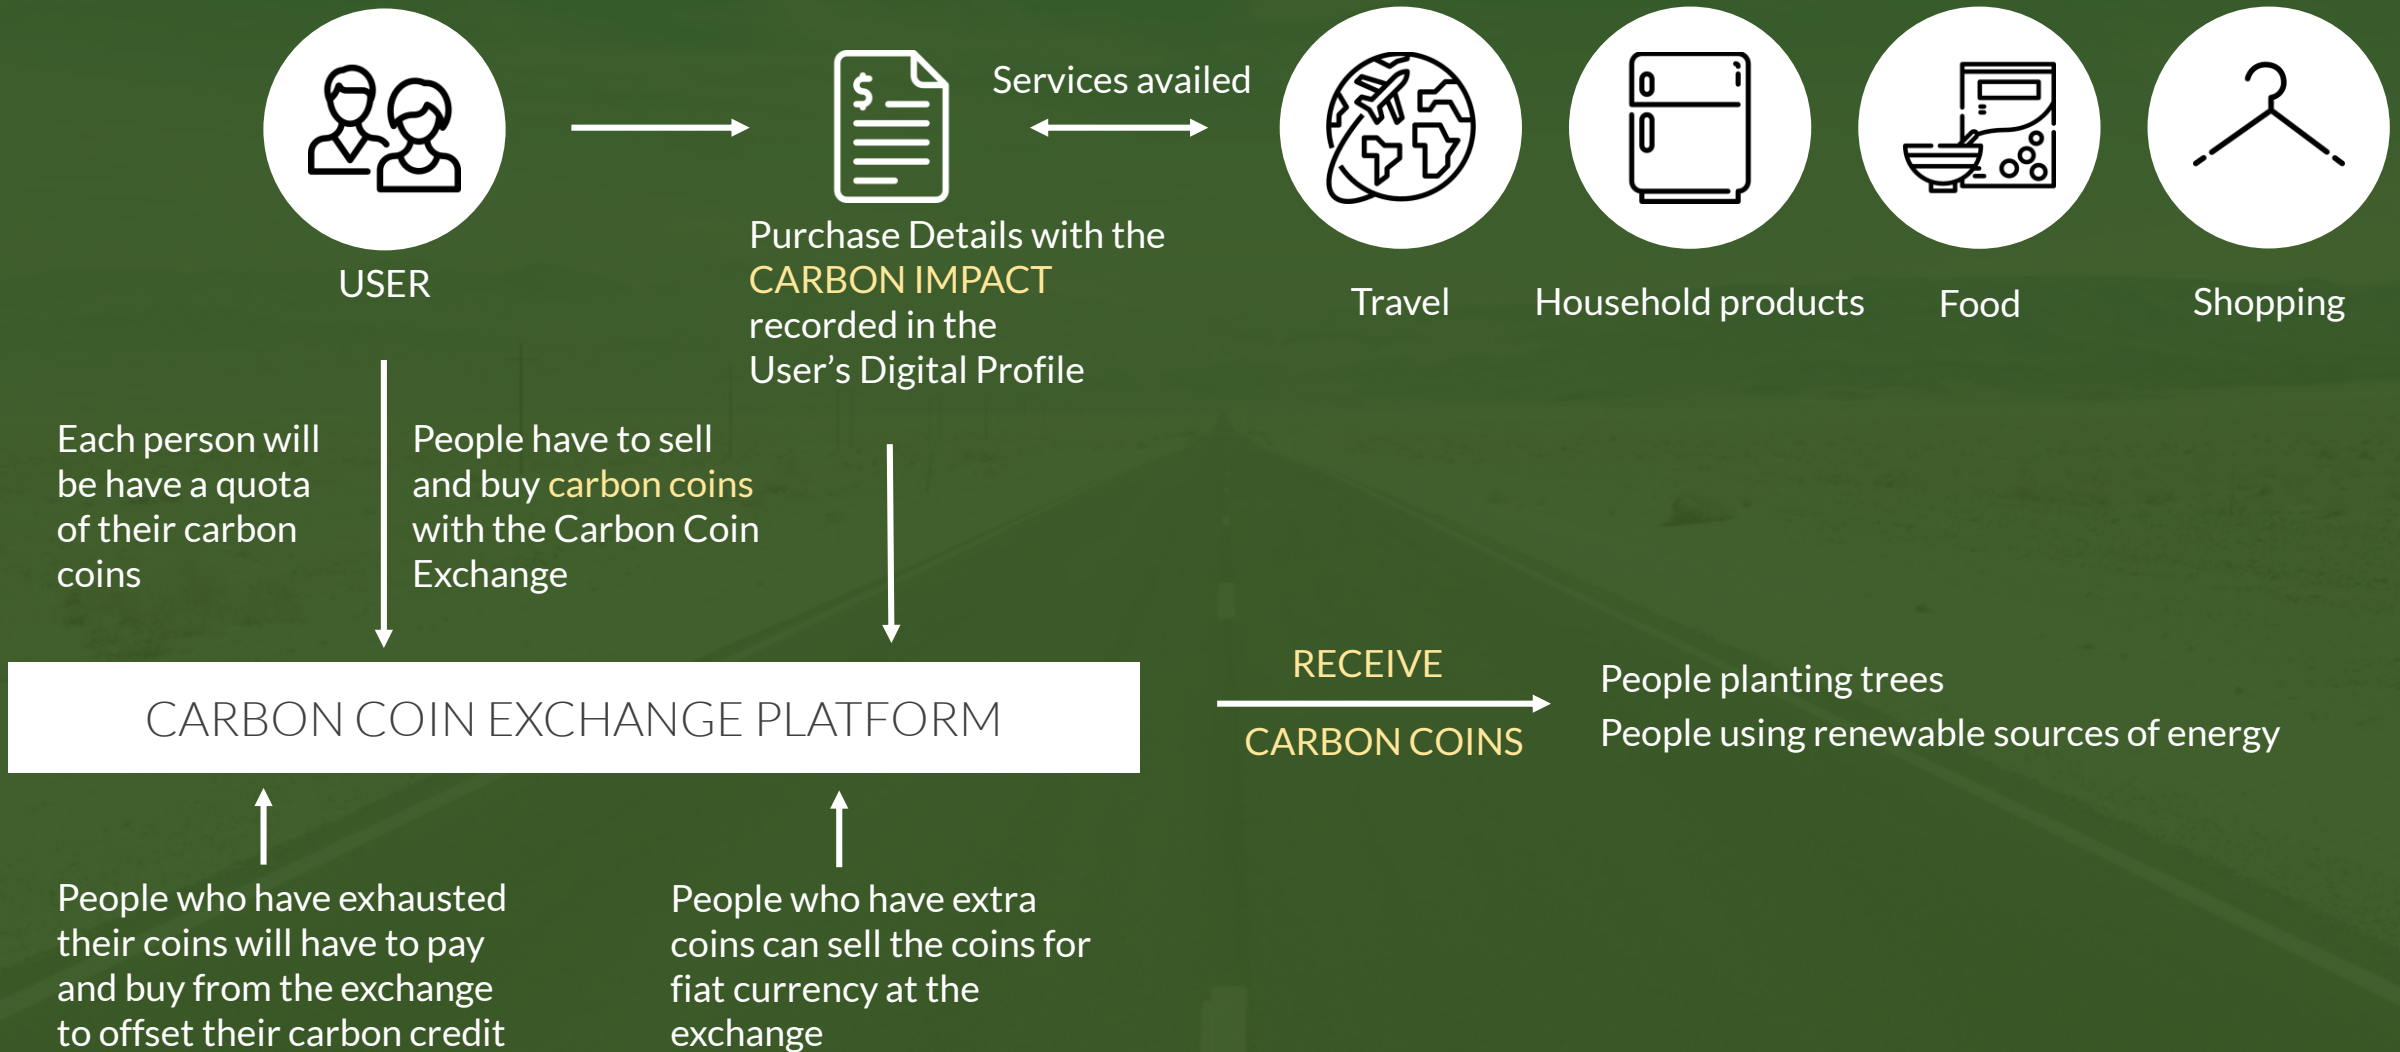 Services availed
$
USER
Purchase Details with the
CARBON IMPACT
recorded in the
User’s Digital Profile
Travel
Household products
Food
Shopping
Each person will
be have a quota
of their carbon
coins
People have to sell
and buy carbon coins
with the Carbon Coin
Exchange
CARBON COIN EXCHANGE PLATFORM
RECEIVE
CARBON COINS
People planting trees
People using renewable sources of energy
People who have exhausted
their coins will have to pay
and buy from the exchange
to offset their carbon credit
People who have extra
coins can sell the coins for
fiat currency at the
exchange